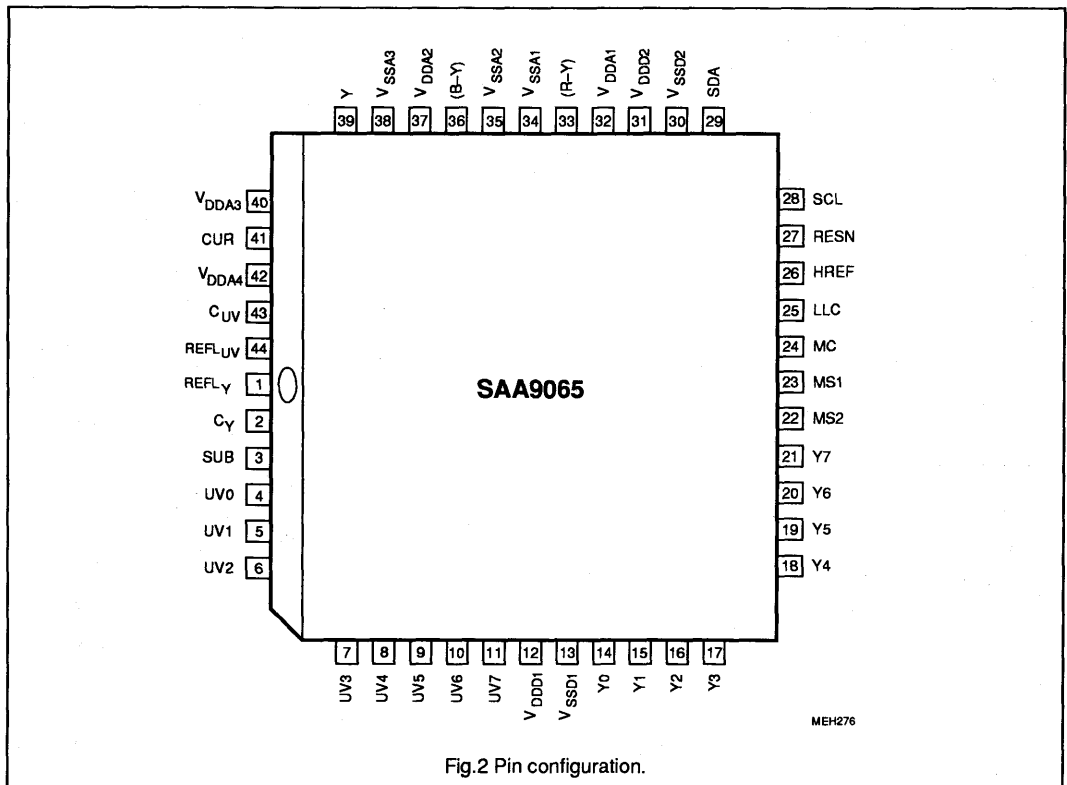 Y VSSA3 VDDA2 (B–Y) VSSA2 VSSA1 (R–Y) VDDA1 VDDD2 VSSD2 SDA
39 38 37 36 35 34 33 32 31 30 29
VDDA3 40
CUR 41
VDDA4 42
CUV 43
REFLUV 44
REFLY 1
CY 2
SUB 3
UV0 4
UV1 5
UV2 6
SAA9065
28 SCL
27 RESN
26 HREF
25 LLC
24 MC
23 MS1
22 MS2
21 Y7
20 Y6
19 Y5
18 Y4
7 8 9 10 11 12 13 14 15 16 17
UV3 UV4 UV5 UV6 UV7 VDDD1 VSSD1 Y0 Y1 Y2 Y3
MEH276
Fig.2 Pin configuration.